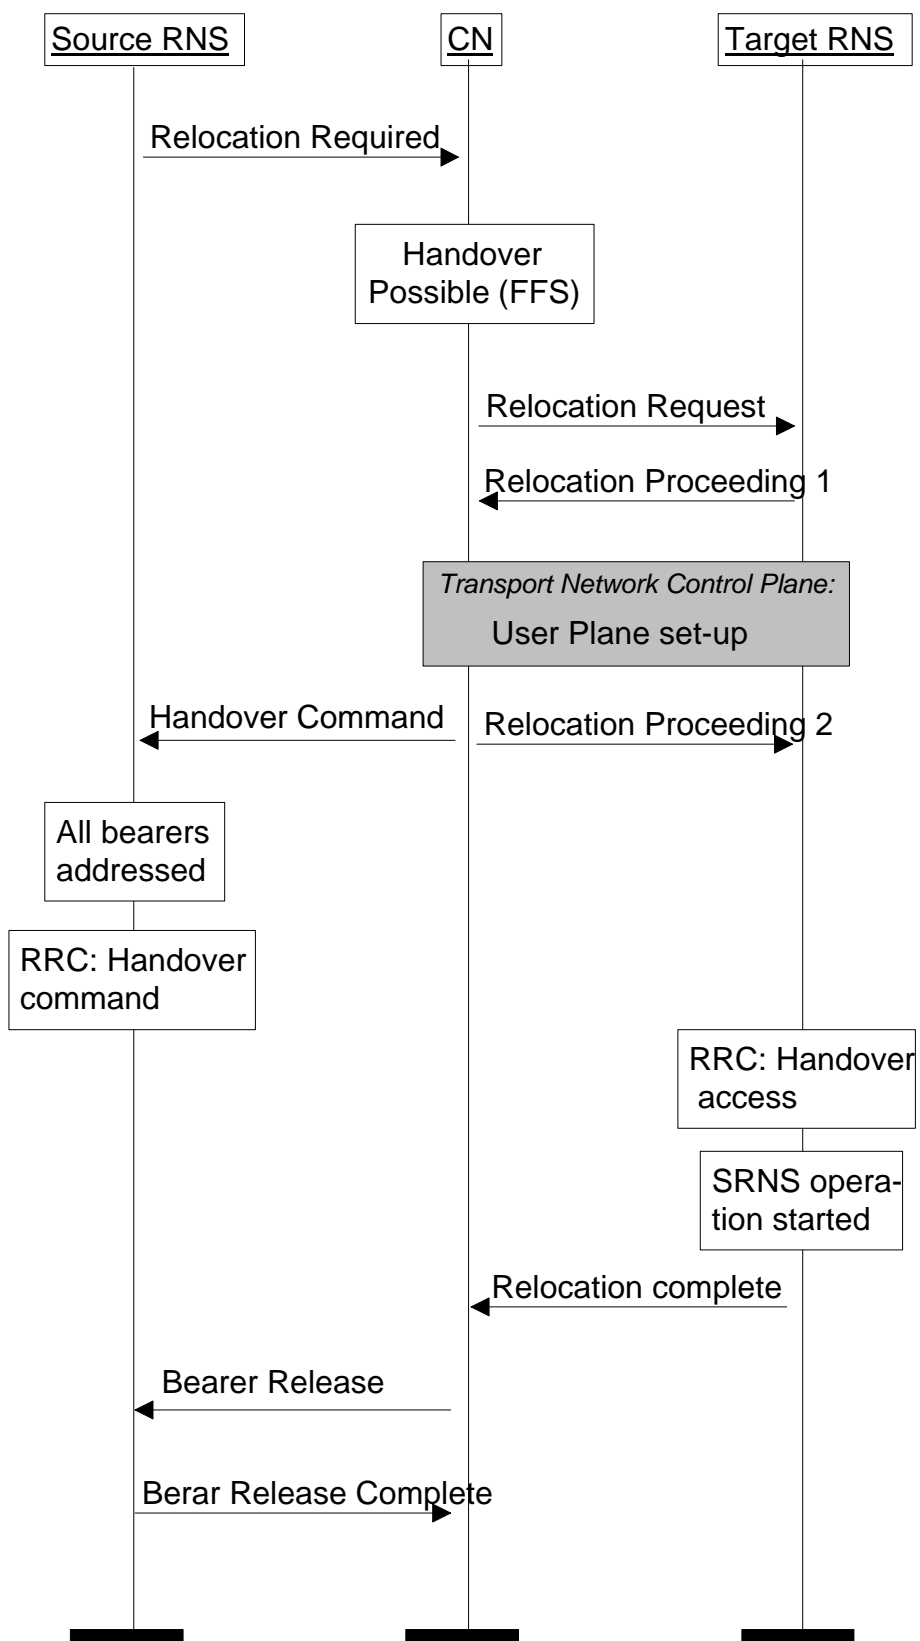 Source RNS
CN
Target RNS
Relocation Required
Handover
Possible (FFS)
Relocation Request
Relocation Proceeding 1
Transport Network Control Plane:
User Plane set-up
Handover Command
Relocation Proceeding 2
All bearers
addressed
RRC: Handover
command
RRC: Handover
access
SRNS opera-
tion started
Relocation complete
Bearer Release
Berar Release Complete